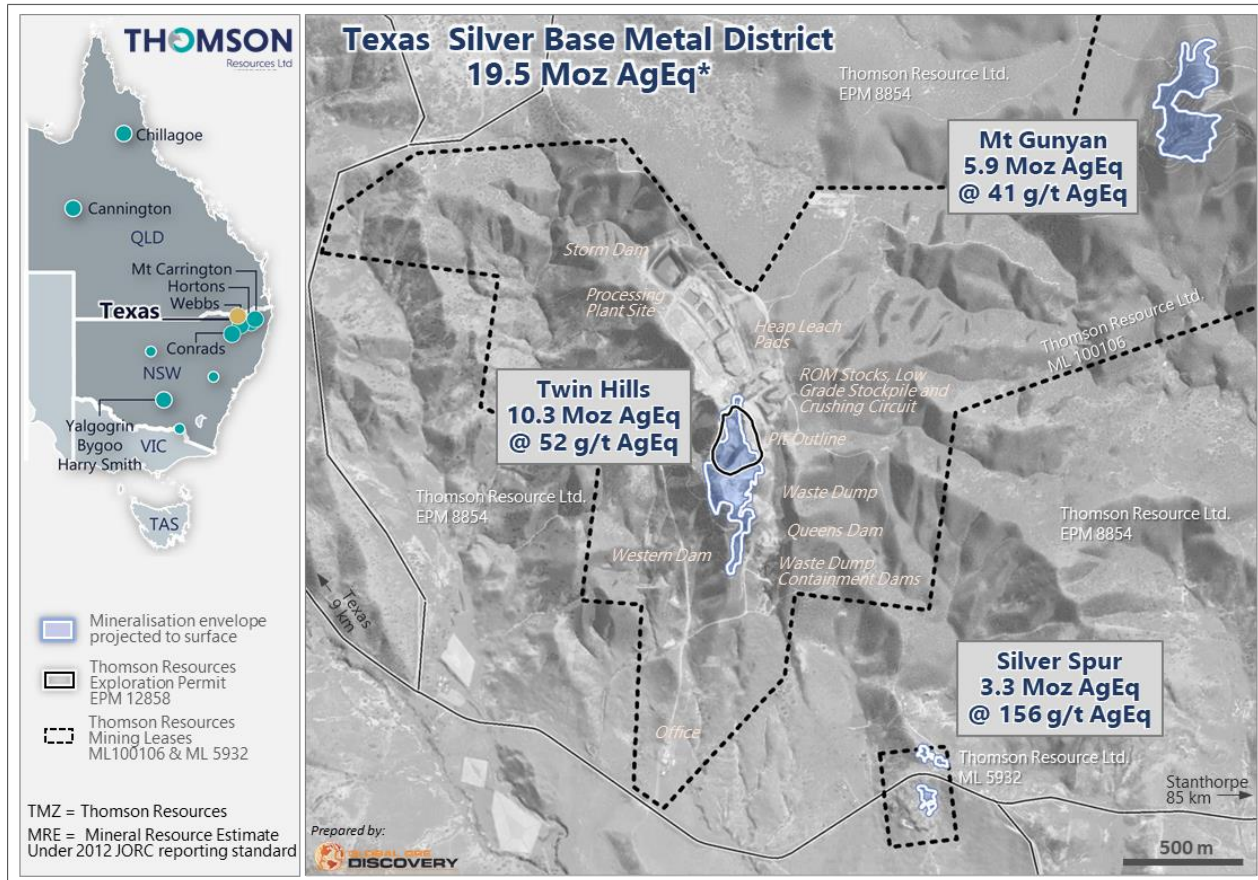 THOMSON
Resources Ltd
Chillagoe
Cannington
QLD
Mt Carrington
Hortons
Webbs
Texas
Conrads
NSW
Yalgogrin
Bygoo
Harry Smith
VIC
TAS
Mineralisation envelope
projected to surface
Thomson Resources
Exploration Permit
EPM 12858
Thomson Resources
Mining Leases
ML100106 & ML 5932
TMZ = Thomson Resources
MRE = Mineral Resource Estimate
Under 2012 JORC reporting standard
Texas Silver Base Metal District
19.5 Moz AgEq*
Thomson Resource Ltd.
EPM 8854
Mt Gunyan
5.9 Moz AgEq
@ 41 g/t AgEq
Storm Dam
Processing
Plant Site
Heap Leach
Pads
Thomson Resource Ltd.
ML 100106
ROM Stocks, Low
Grade Stockpile and
Crushing Circuit
Twin Hills
10.3 Moz AgEq
@ 52 g/t AgEq
Pit Outline
Thomson Resource Ltd.
EPM 8854
Waste Dump
Queens Dam
Thomson Resource Ltd.
EPM 8854
Western Dam
Waste Dump
Containment Dams
Texas
9 km
Silver Spur
3.3 Moz AgEq
@ 156 g/t AgEq
Office
Thomson Resource Ltd.
ML 5932
Stanthorpe
85 km
Prepared by:
GLOBAL ORE
DISCOVERY
500 m